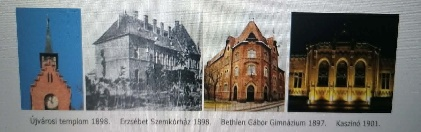 Újvárosi templom 1898. Erzsébet Szemkórház 1898. Bethlen Gábor Gimnázium 1897. Kaszinó 1901.